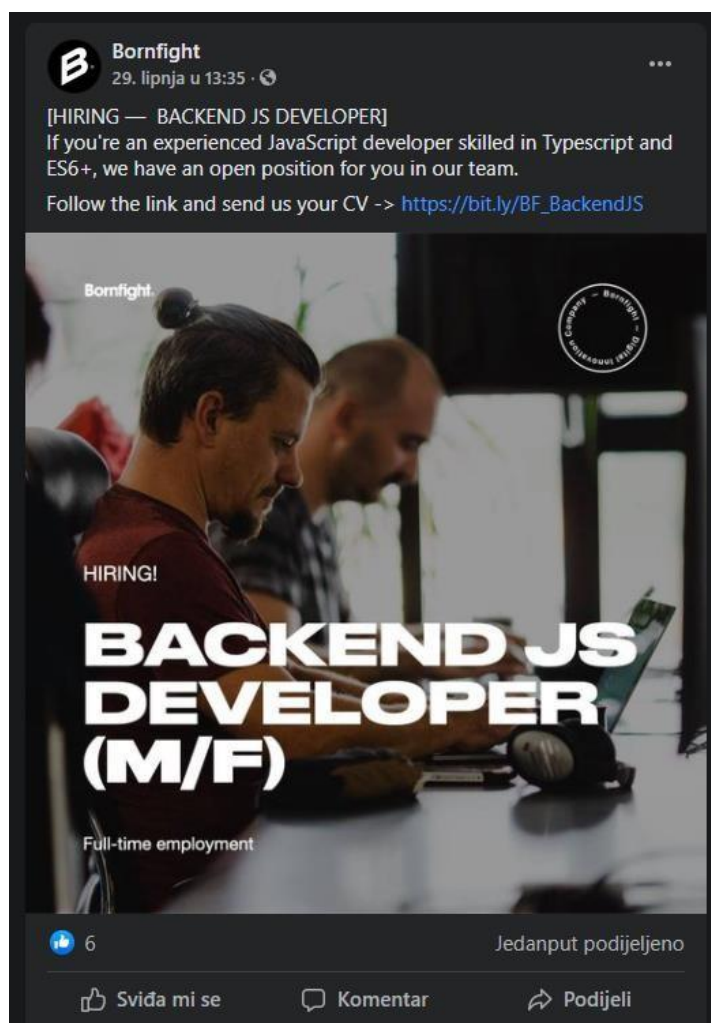 Bornfight
29. lipnja u 13:35 ·
[HIRING — BACKEND JS DEVELOPER]
If you're an experienced JavaScript developer skilled in Typescript and
ES6+, we have an open position for you in our team.
Follow the link and send us your CV -> https://bit.ly/BF_BackendJS
Bornfight.
Bornfight – Digital Innovation Company –
HIRING!
BACKEND JS
DEVELOPER
(M/F)
Full-time employment
6
Jedanput podijeljeno
Sviđa mi se
Komentar
Podijeli